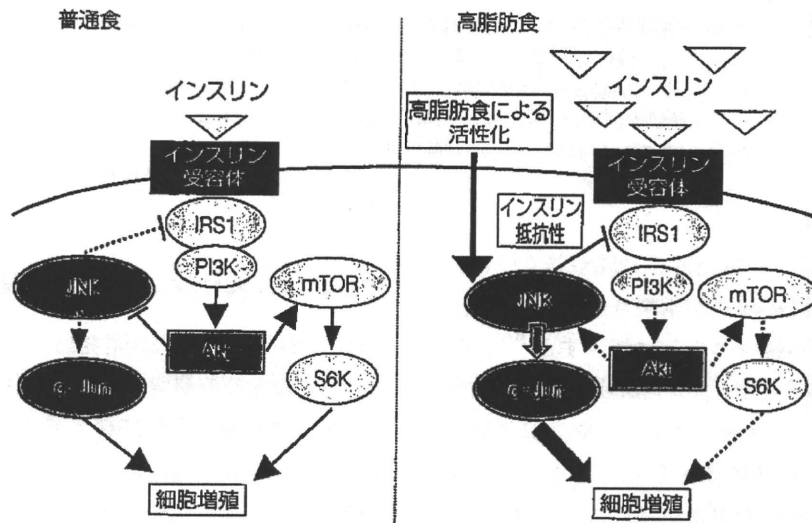 普通食
インスリン
インスリン
受容体
IRS1
PI3K
JNK
mTOR
Akt
c-Jun
S6K
細胞増殖
高脂肪食
インスリン
高脂肪食による
活性化
インスリン
受容体
インスリン
抵抗性
IRS1
JNK
PI3K
mTOR
Akt
c-Jun
S6K
細胞増殖